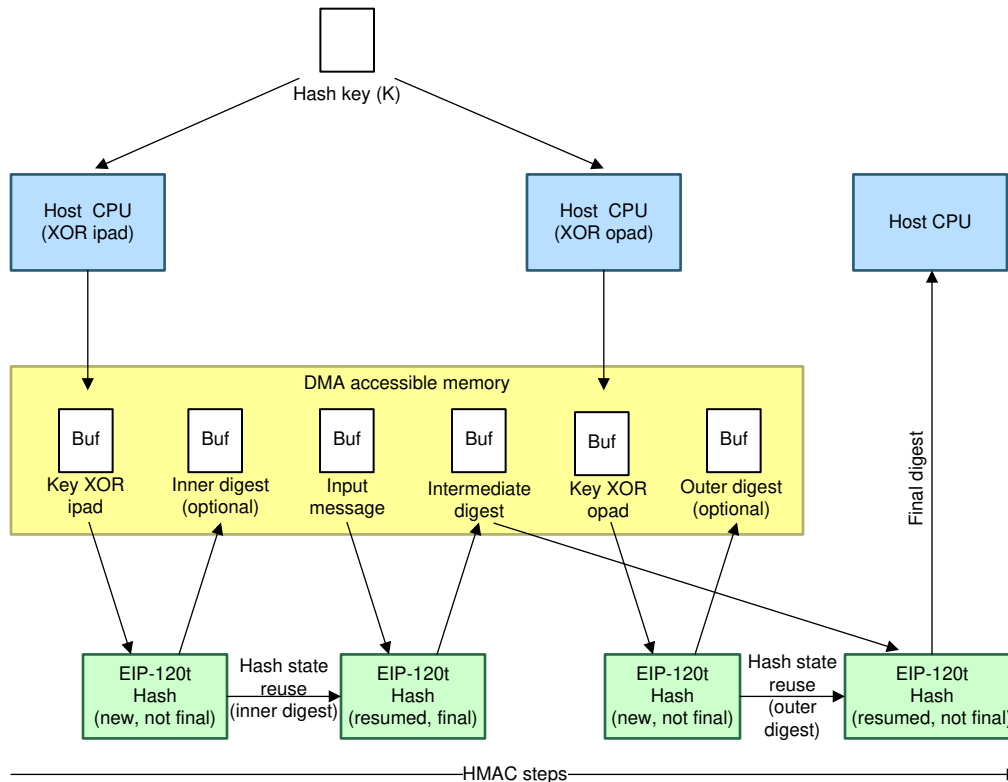 Hash key (K)
Host CPU
(XOR ipad)
Host CPU
(XOR opad)
Host CPU
DMA accessible memory
Buf
Key XOR
ipad
Buf
Inner digest
(optional)
Buf
Input
message
Buf
Intermediate
digest
Buf
Key XOR
opad
Buf
Outer digest
(optional)
Final digest
EIP-120t
Hash
(new, not final)
Hash state
reuse
(inner digest)
EIP-120t
Hash
(resumed, final)
EIP-120t
Hash
(new, not final)
Hash state
reuse
(outer
digest)
EIP-120t
Hash
(resumed, not final)
HMAC steps